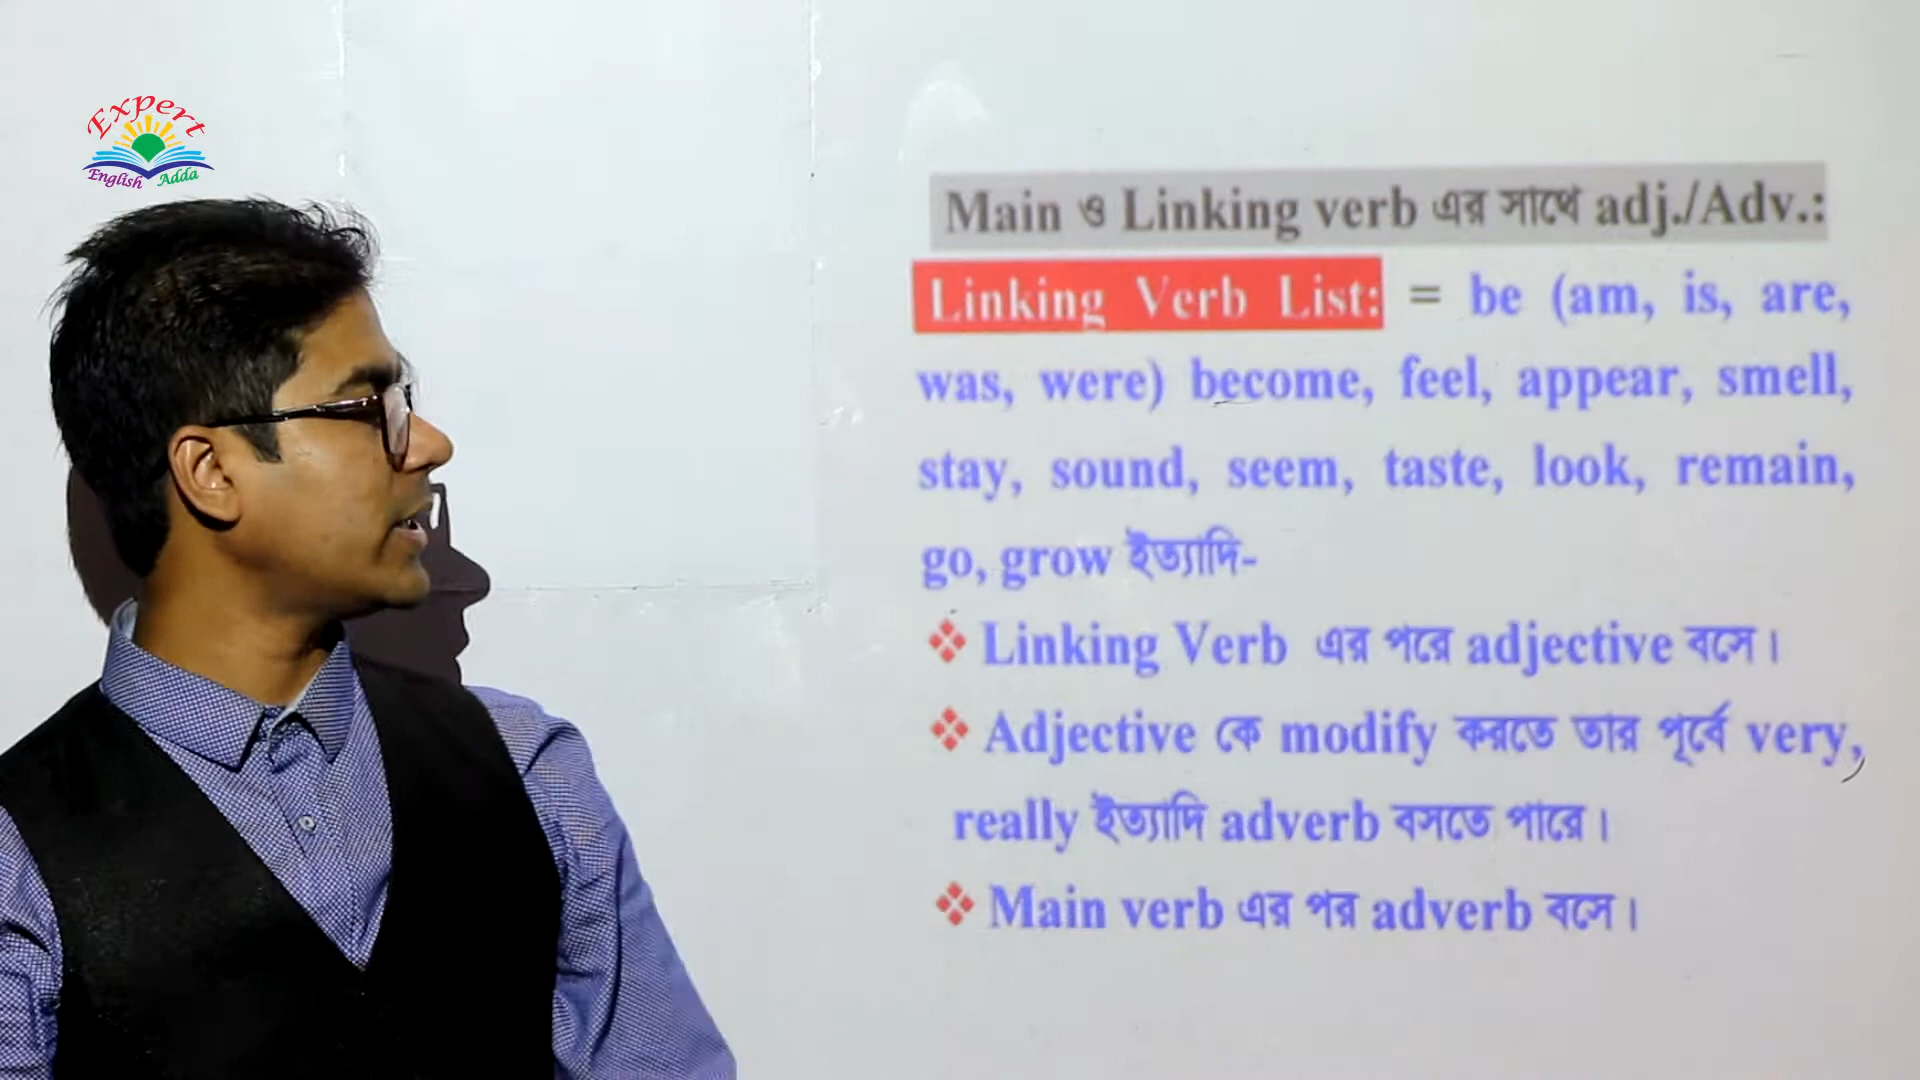 Expert
English Adda
Main ও Linking verb এর সাথে adj./Adv.:
Linking Verb List: = be (am, is, are,
was, were) become, feel, appear, smell,
stay, sound, seem, taste, look, remain,
go, grow ইত্যাদি-
❖ Linking Verb এর পরে adjective বসে।
❖ Adjective কে modify করতে তার পূর্বে very,
really ইত্যাদি adverb বসতে পারে।
❖ Main verb এর পর adverb বসে।